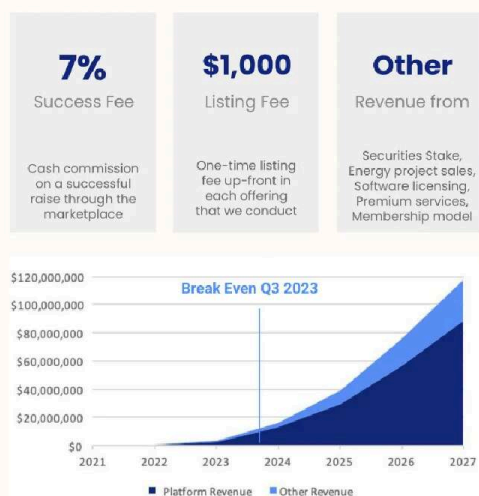 7%
Success Fee
Cash commission
on a successful
raise through the
marketplace
$1,000
Listing Fee
One-time listing
fee up-front in
each offering
that we conduct
Other
Revenue from
Securities Stake,
Energy project sales,
Software licensing,
Premium services,
Membership model
Break Even Q3 2023
$120,000,000
$100,000,000
$80,000,000
$60,000,000
$40,000,000
$20,000,000
$0
2021 2022 2023 2024 2025 2026 2027
Platform Revenue Other Revenue